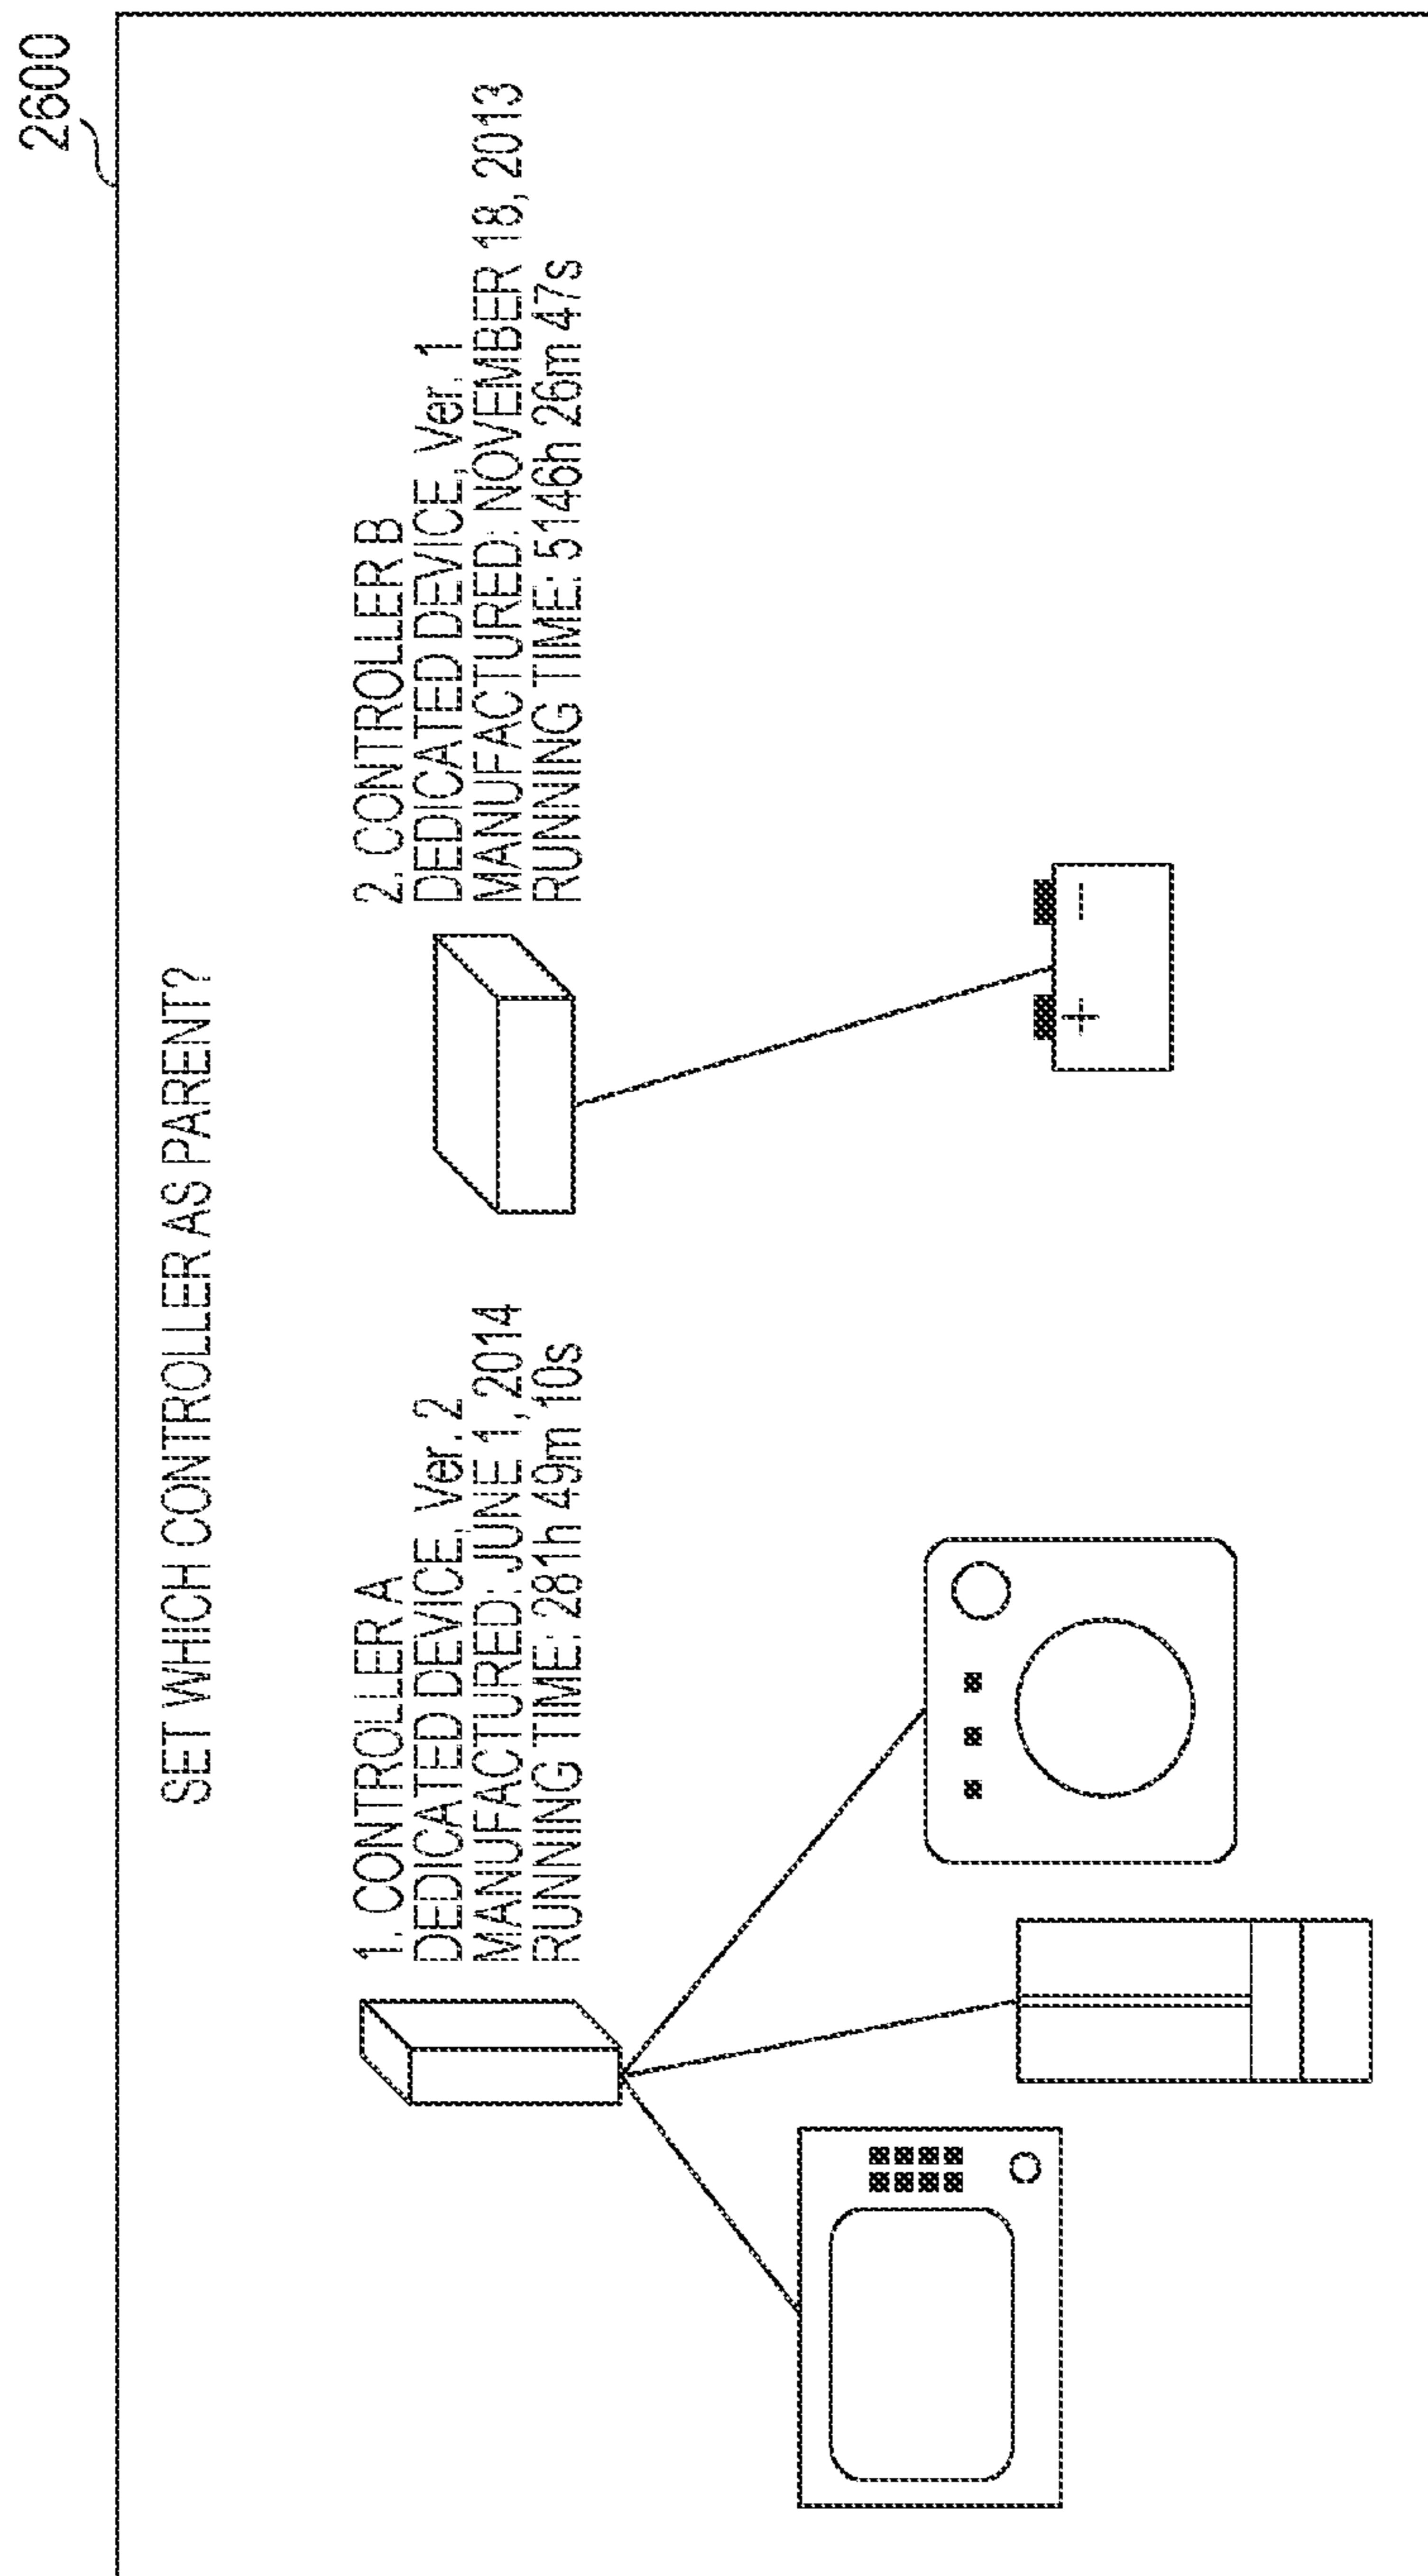 2600
SET WHICH CONTROLLER AS PARENT?
1. CONTROLLER A
DEDICATED DEVICE, Ver. 2
MANUFACTURED: JUNE 1, 2014
RUNNING TIME: 281h 49m 10s
2. CONTROLLER B
DEDICATED DEVICE, Ver. 1
MANUFACTURED: NOVEMBER 18, 2013
RUNNING TIME: 5146h 26m 47s
+ −